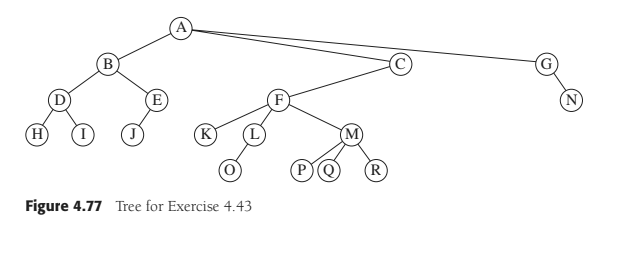 A
B C G
D E F N
H I J K L M
O P Q R
Figure 4.77 Tree for Exercise 4.43